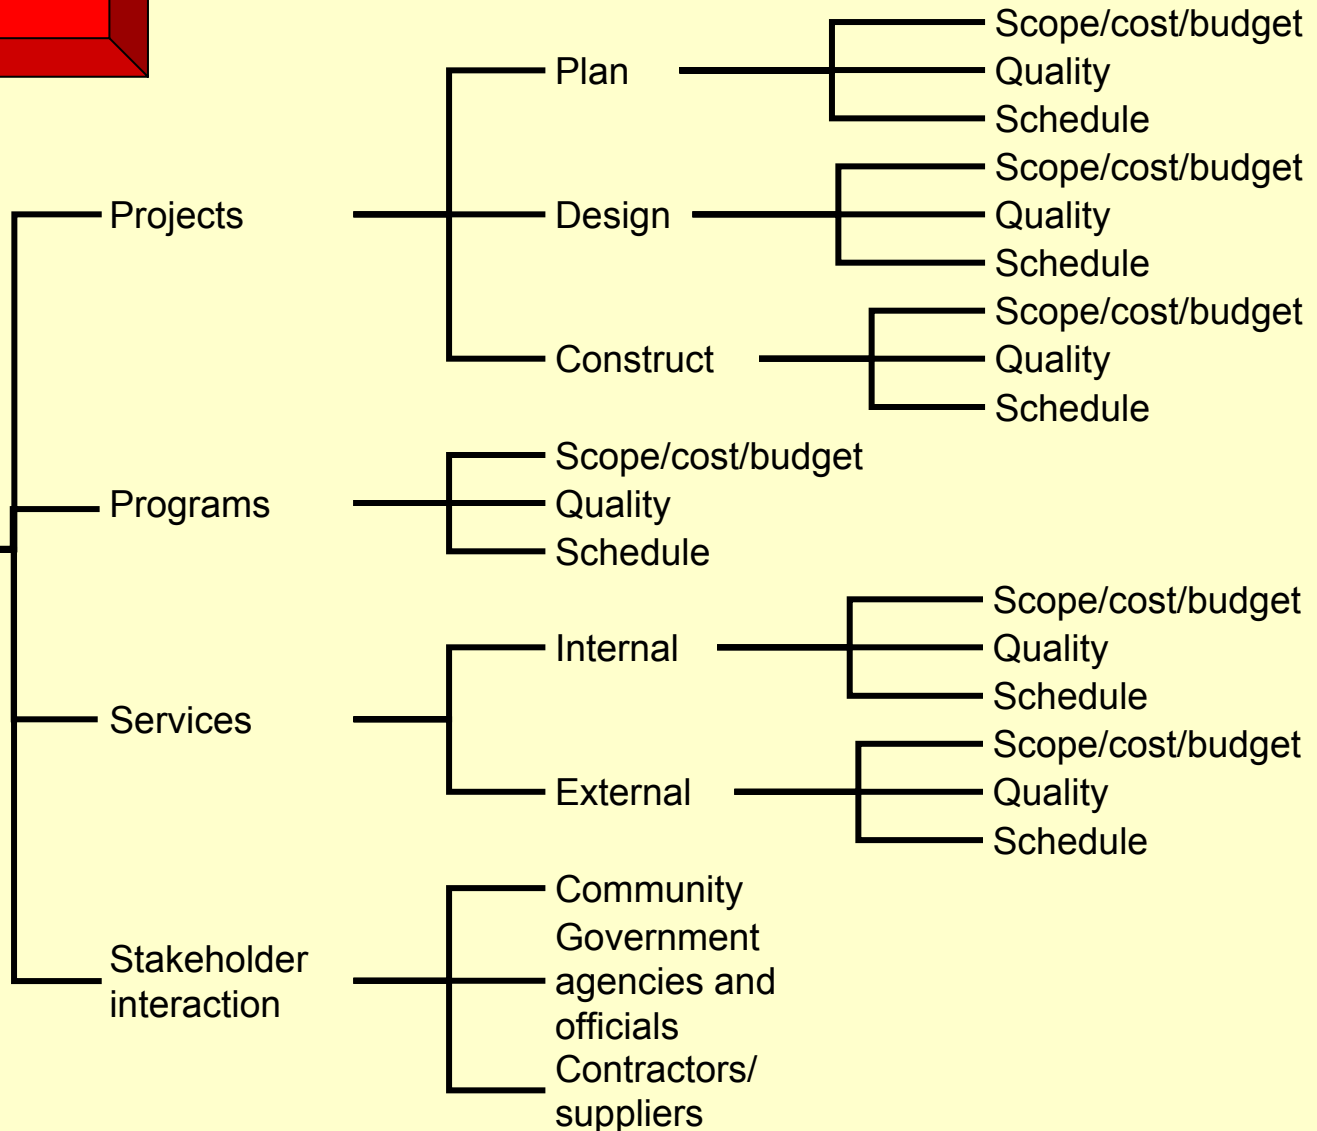 Scope/cost/budget
Plan
Quality
Schedule
Scope/cost/budget
Projects
Design
Quality
Schedule
Scope/cost/budget
Construct
Quality
Schedule
Scope/cost/budget
Programs
Quality
Schedule
Scope/cost/budget
Internal
Quality
Schedule
Services
Scope/cost/budget
External
Quality
Schedule
Stakeholder
interaction
Community
Government
agencies and
officials
Contractors/
suppliers